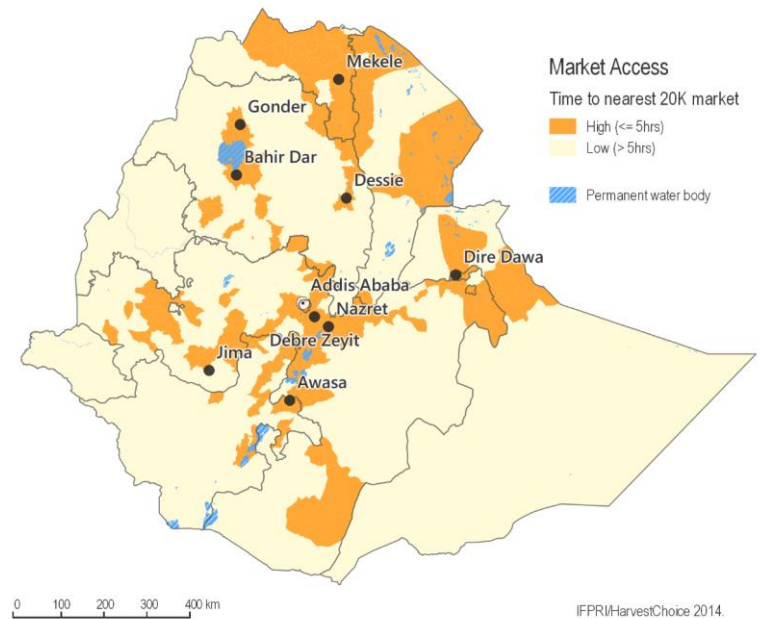 Mekele
Market Access
Time to nearest 20K market
Gonder
High (<= 5hrs)
Low (> 5hrs)
Bahir Dar
Dessie
Permanent water body
Dire Dawa
Addis Ababa
Nazret
Debre Zeyit
Jima
Awasa
0 100 200 300 400 km
IFPRI/HarvestChoice 2014.